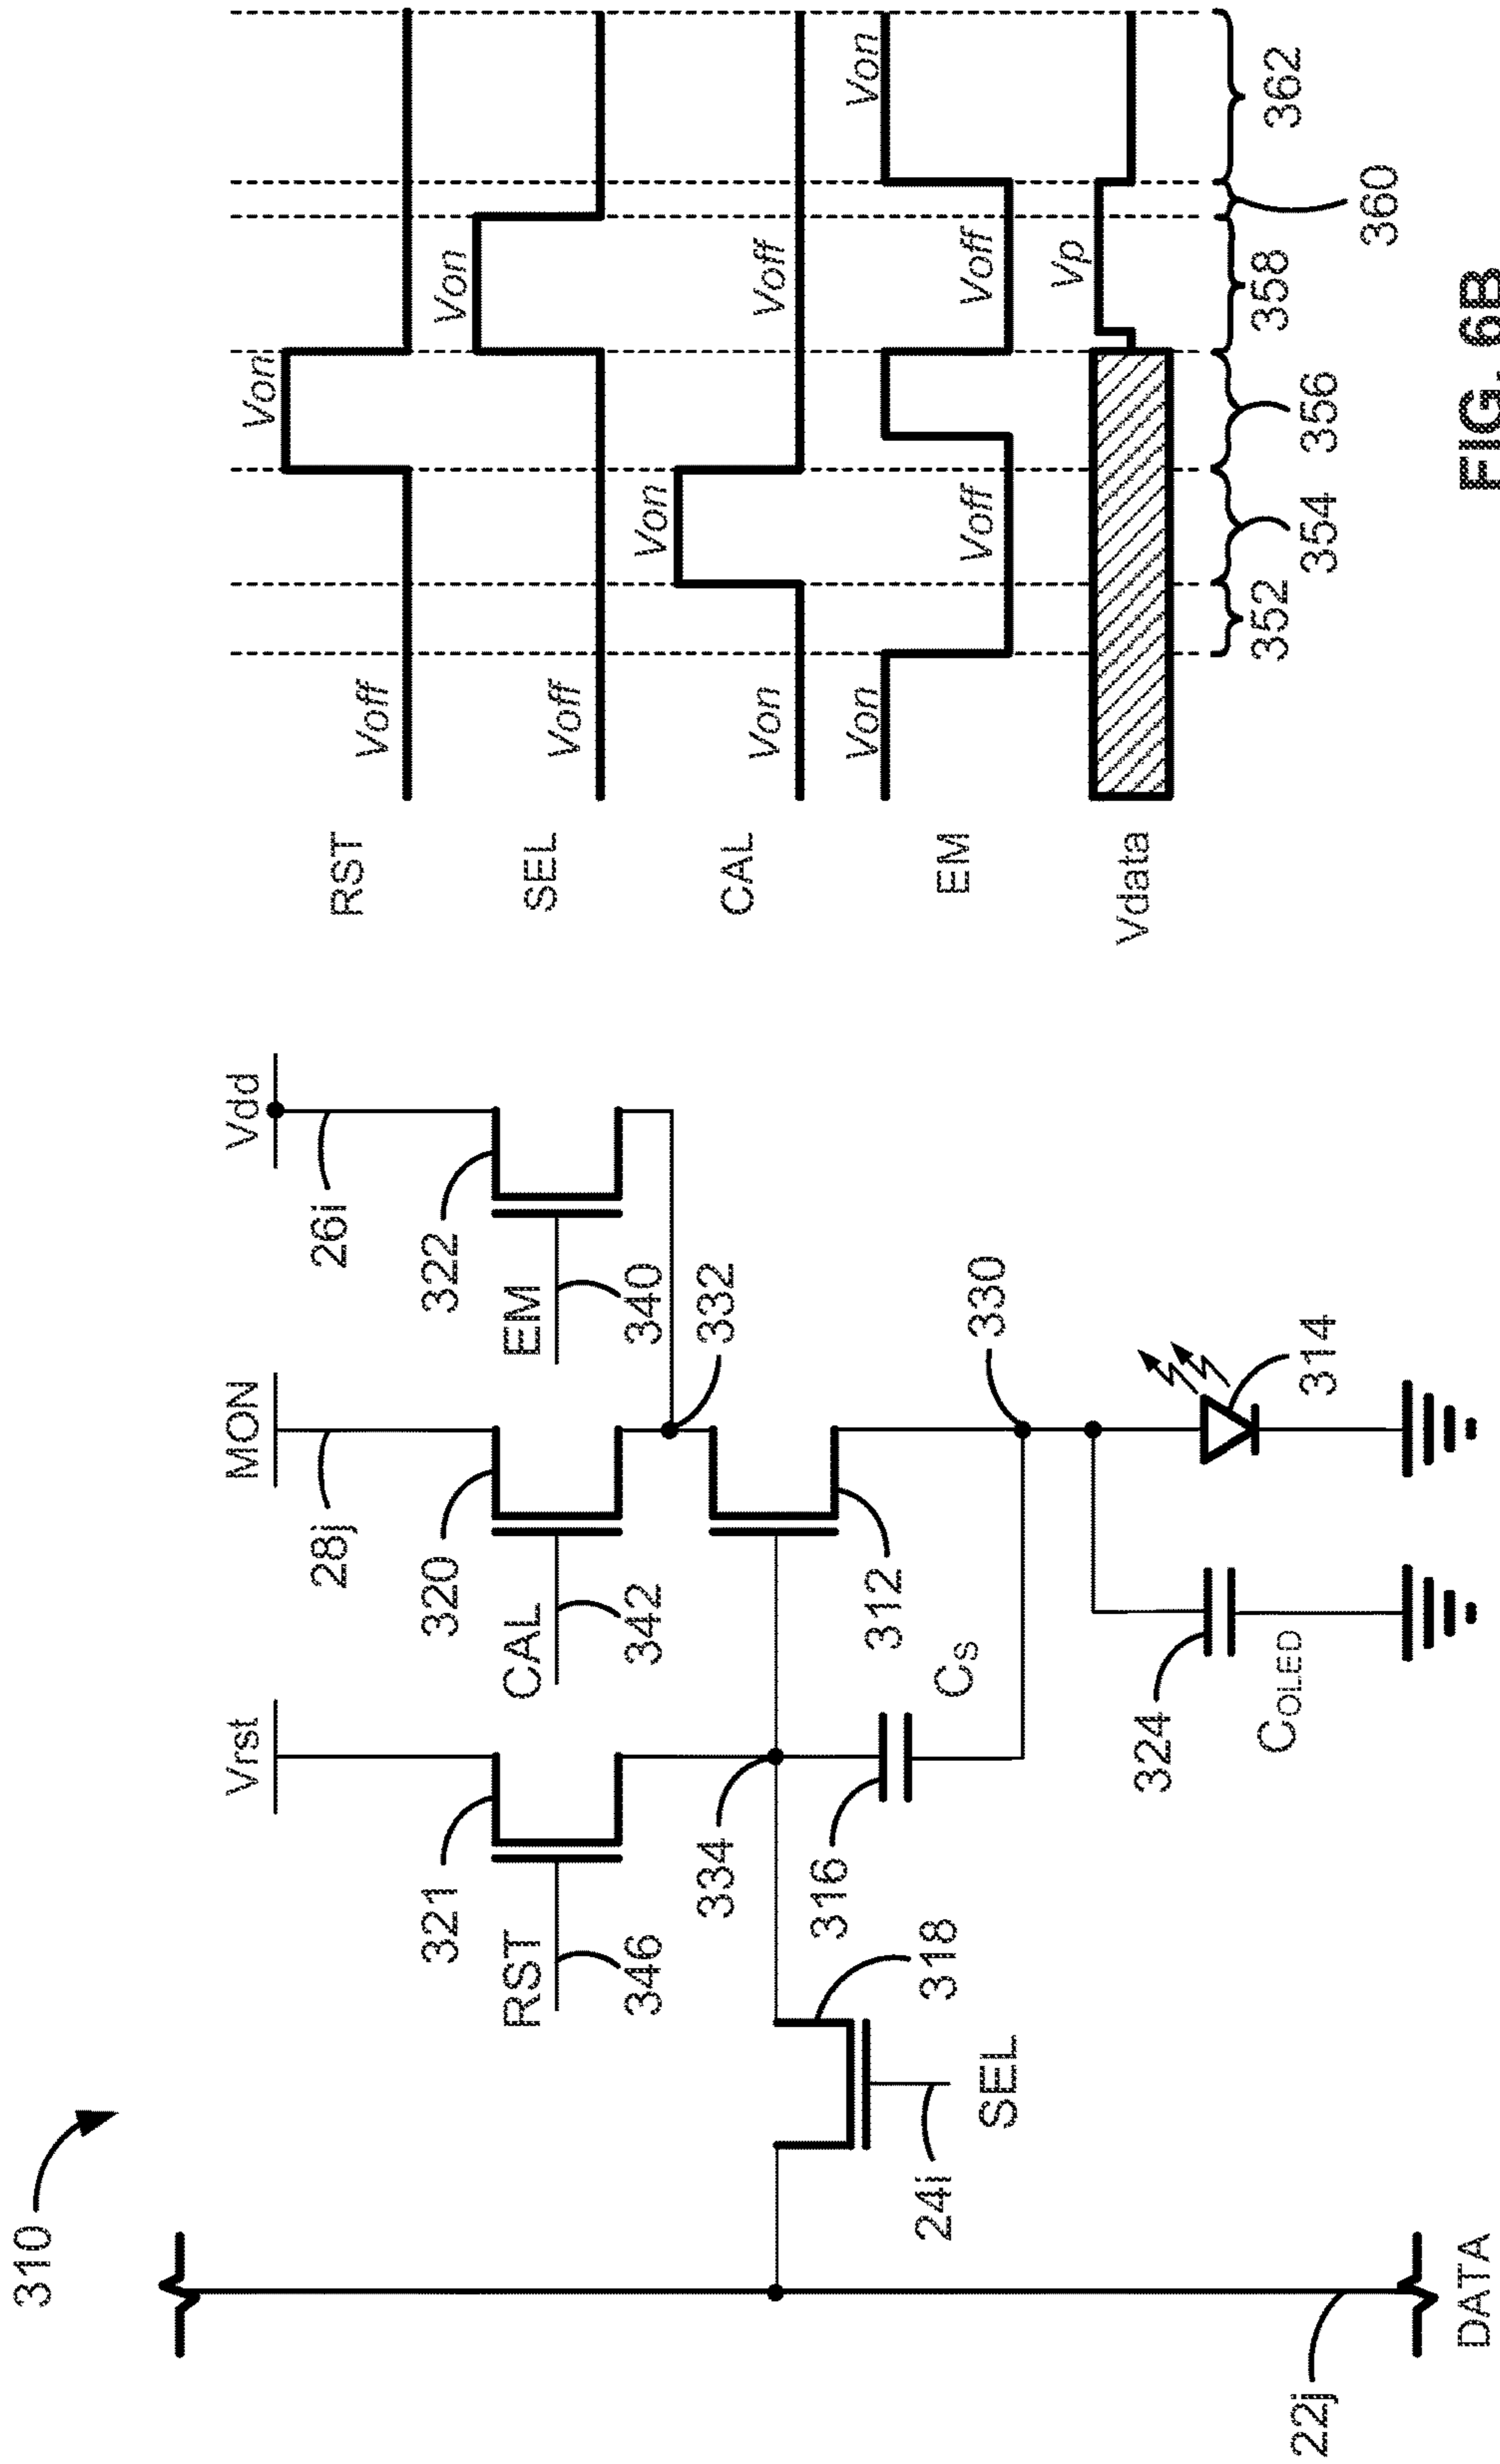 310
Vrst
MON
Vdd
321
28j
26i
RST
346
320
322
CAL
342
EM
340
334
332
316
CS
312
330
318
24i
SEL
324
COLED
314
22j
DATA
RST
Voff
Von
SEL
Voff
Von
CAL
Von
Von
Voff
EM
Von
Voff
Voff
Von
Vdata
Vp
352
354
356
358
360
362
FIG. 6B